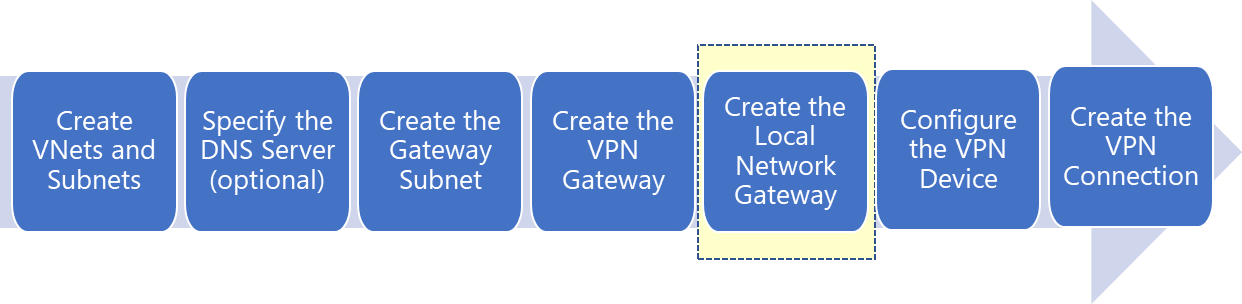 Create
VNets and
Subnets
Specify the
DNS Server
(optional)
Create the
Gateway
Subnet
Create the
VPN
Gateway
Create the
Local
Network
Gateway
Configure
the VPN
Device
Create the
VPN
Connection